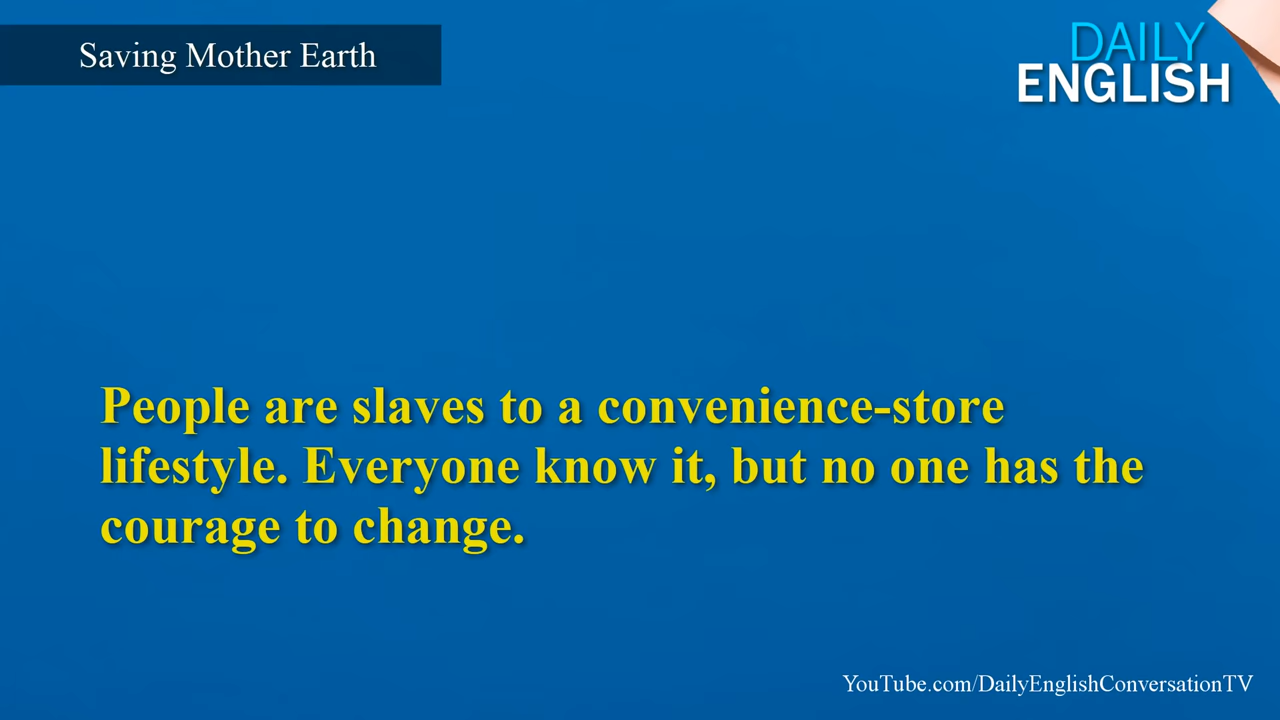 Saving Mother Earth
DAILY
ENGLISH
People are slaves to a convenience-store
lifestyle. Everyone know it, but no one has the
courage to change.
YouTube.com/DailyEnglishConversationTV